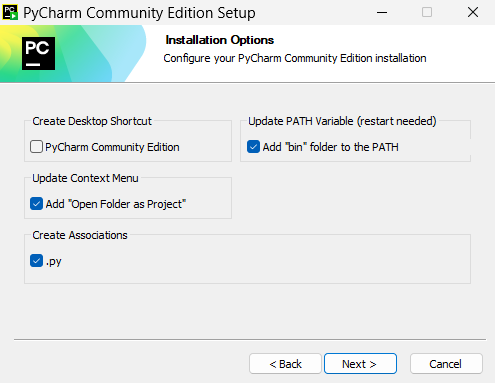 PyCharm Community Edition Setup
PC
Installation Options
Configure your PyCharm Community Edition installation
Create Desktop Shortcut
PyCharm Community Edition
Update PATH Variable (restart needed)
Add "bin" folder to the PATH
Update Context Menu
Add "Open Folder as Project"
Create Associations
.py
< Back
Next >
Cancel